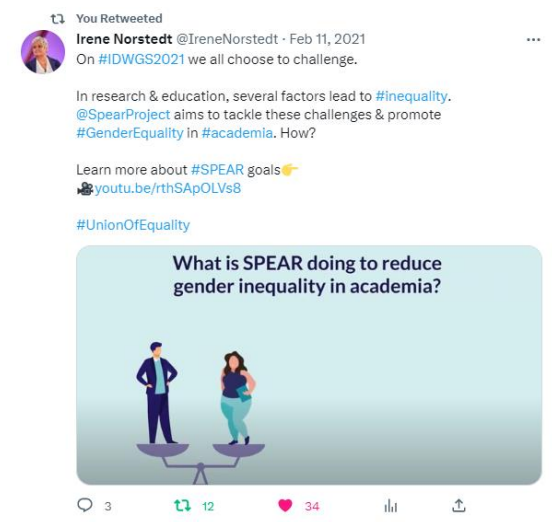 You Retweeted
Irene Norstedt @IreneNorstedt · Feb 11, 2021
On #IDWGS2021 we all choose to challenge.
In research & education, several factors lead to #inequality.
@SpearProject aims to tackle these challenges & promote
#GenderEquality in #academia. How?
Learn more about #SPEAR goals👉
🎥youtu.be/rthSApOLVs8
#UnionOfEquality
What is SPEAR doing to reduce
gender inequality in academia?
3 12 34